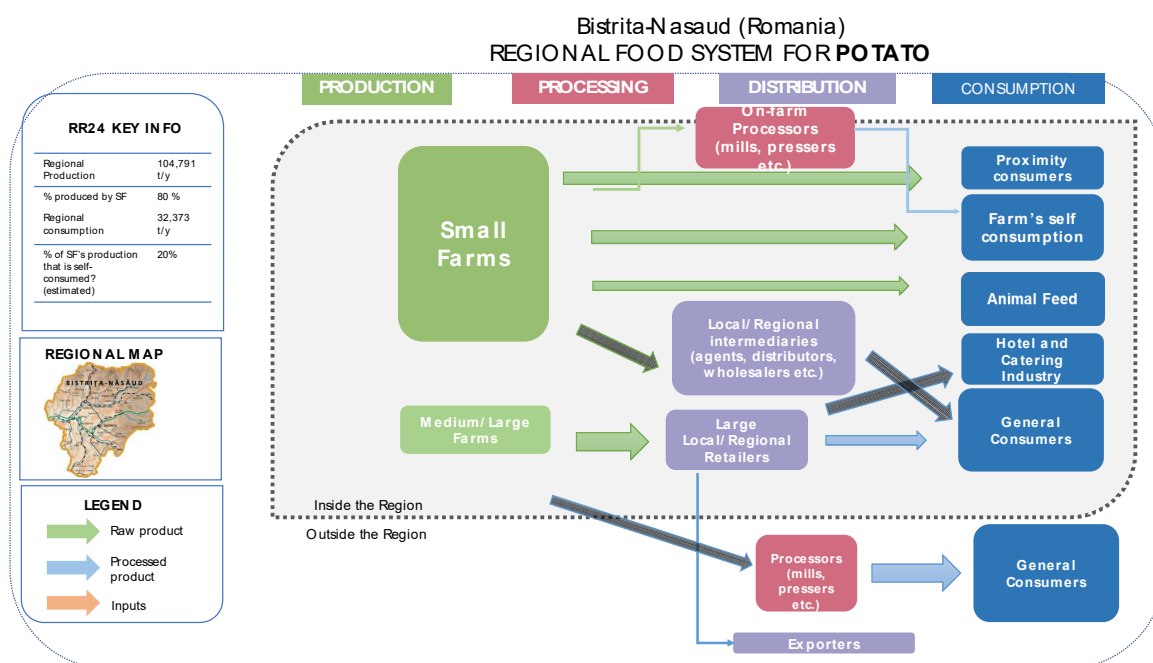 Bistrita-Nasaud (Romania)
REGIONAL FOOD SYSTEM FOR POTATO
PRODUCTION
PROCESSING
DISTRIBUTION
CONSUMPTION
RR24 KEY INFO
Regional Production
104,791 t/y
% produced by SF
80 %
Regional consumption
32,373 t/y
% of SF's production
that is self-
consumed?
(estimated)
20%
REGIONAL MAP
BISTRITA-NĂSĂUD
LEGEND
Raw product
Processed
product
Inputs
Small
Farms
Medium/ Large
Farms
On-farm
Processors
(mills, pressers
etc.)
Local/ Regional
intermediaries
(agents, distributors,
wholesalers etc.)
Large
Local/ Regional
Retailers
Proximity
consumers
Farm's self
consumption
Animal Feed
Hotel and
Catering
Industry
General
Consumers
Inside the Region
Outside the Region
Processors
(mills,
pressers
etc.)
General
Consumers
Exporters